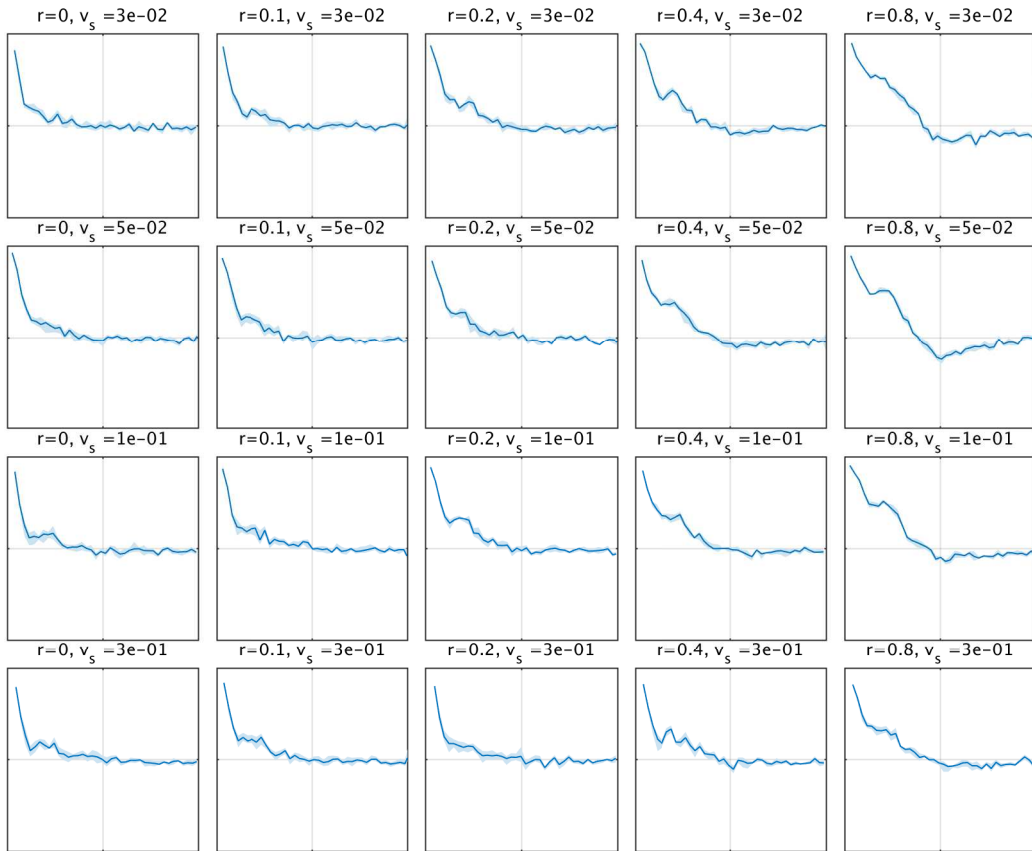 r=0, v_s =3e-02
r=0.1, v_s =3e-02
r=0.2, v_s =3e-02
r=0.4, v_s =3e-02
r=0.8, v_s =3e-02
r=0, v_s =5e-02
r=0.1, v_s =5e-02
r=0.2, v_s =5e-02
r=0.4, v_s =5e-02
r=0.8, v_s =5e-02
r=0, v_s =1e-01
r=0.1, v_s =1e-01
r=0.2, v_s =1e-01
r=0.4, v_s =1e-01
r=0.8, v_s =1e-01
r=0, v_s =3e-01
r=0.1, v_s =3e-01
r=0.2, v_s =3e-01
r=0.4, v_s =3e-01
r=0.8, v_s =3e-01